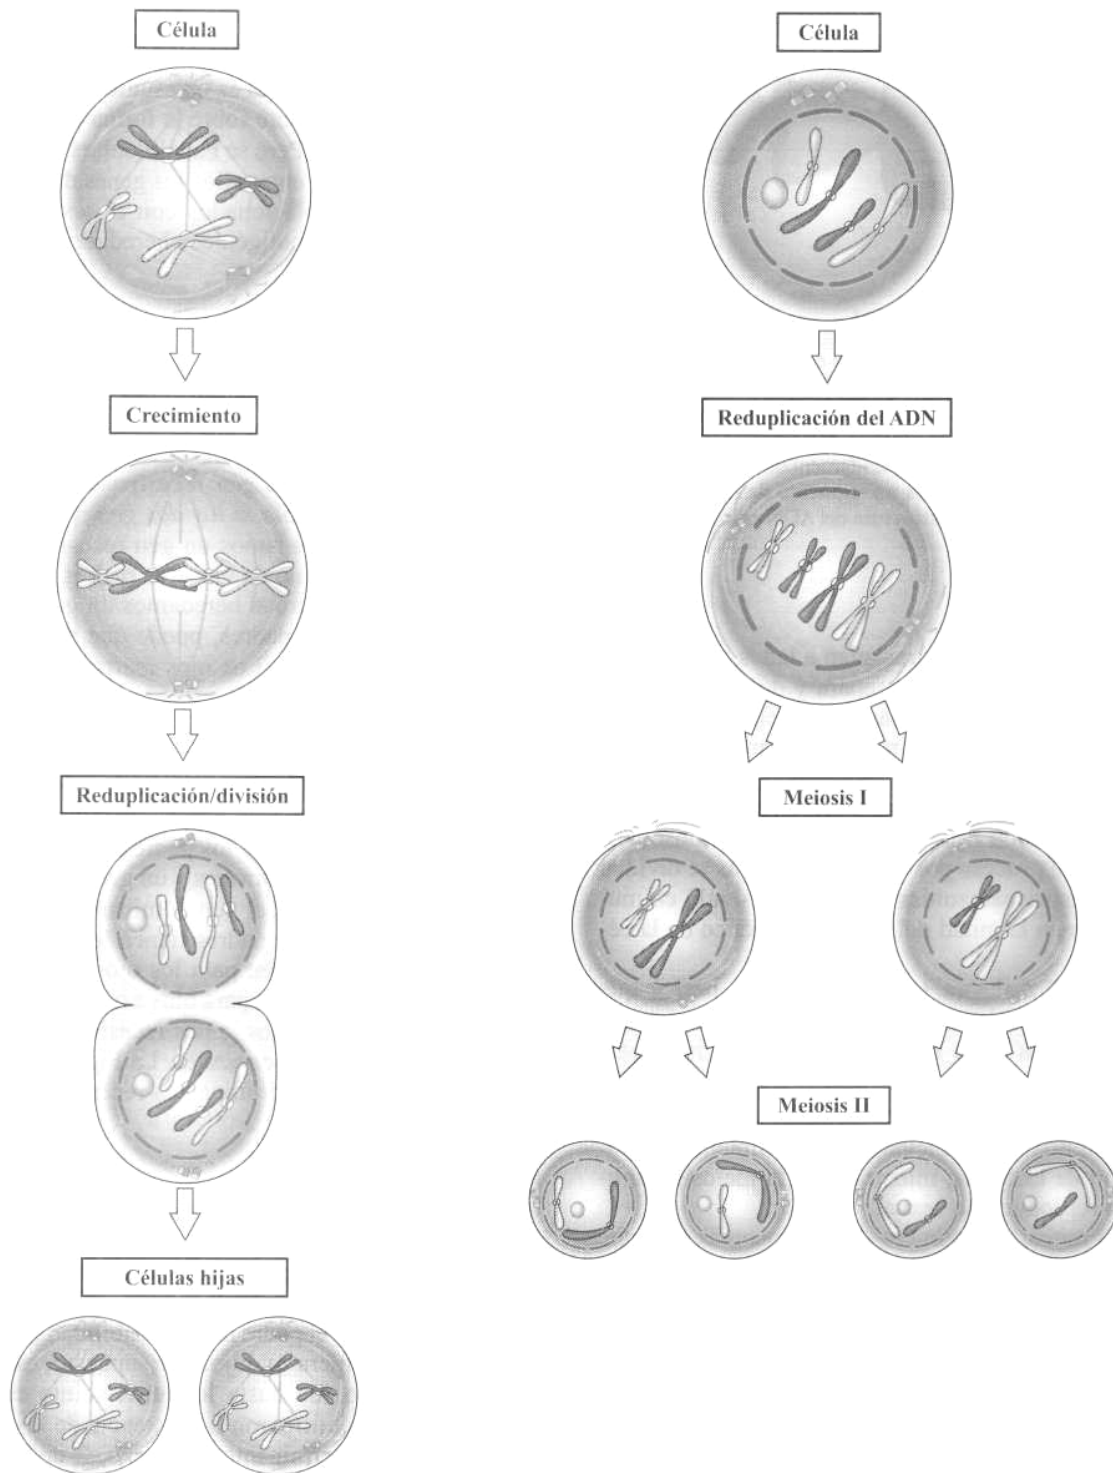 Célula
Crecimiento
Reduplicación/división
Células hijas
Célula
Reduplicación del ADN
Meiosis I
Meiosis II